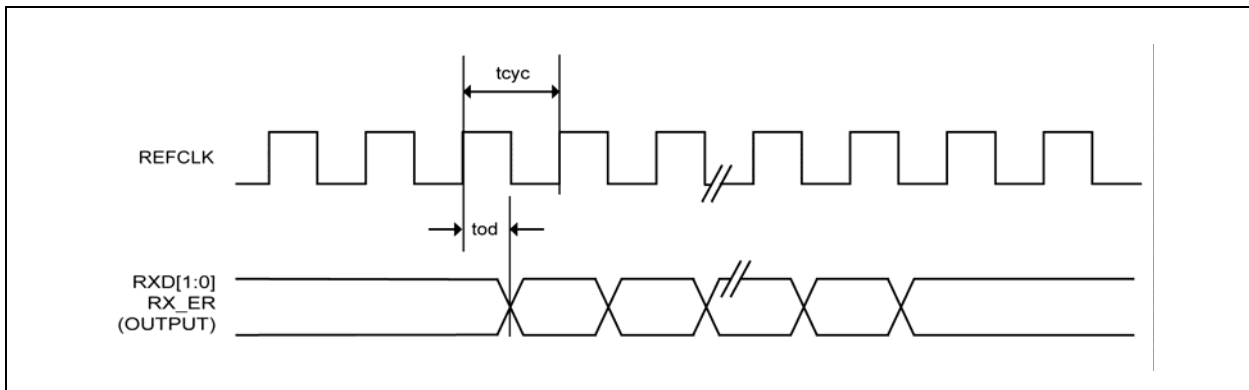 tcyc
REFCLK
tod
RXD[1:0]
RX_ER
(OUTPUT)